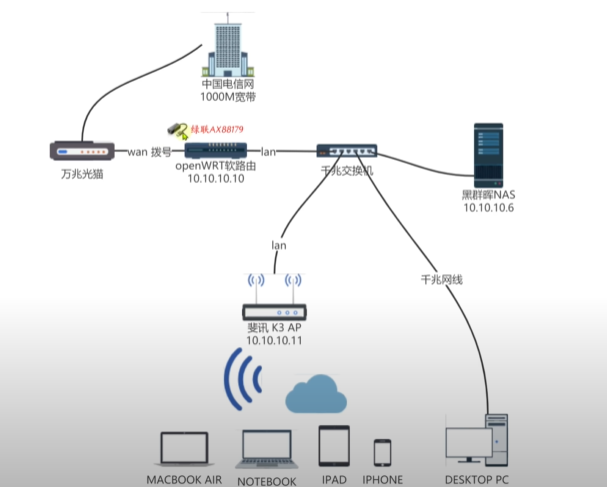 中国电信网
1000M宽带
绿联AX88179
万兆光猫
wan 拨号
openWRT软路由
10.10.10.10
lan
千兆交换机
黑群晖NAS
10.10.10.6
lan
千兆网线
斐讯 K3 AP
10.10.10.11
MACBOOK AIR
NOTEBOOK
IPAD
IPHONE
DESKTOP PC